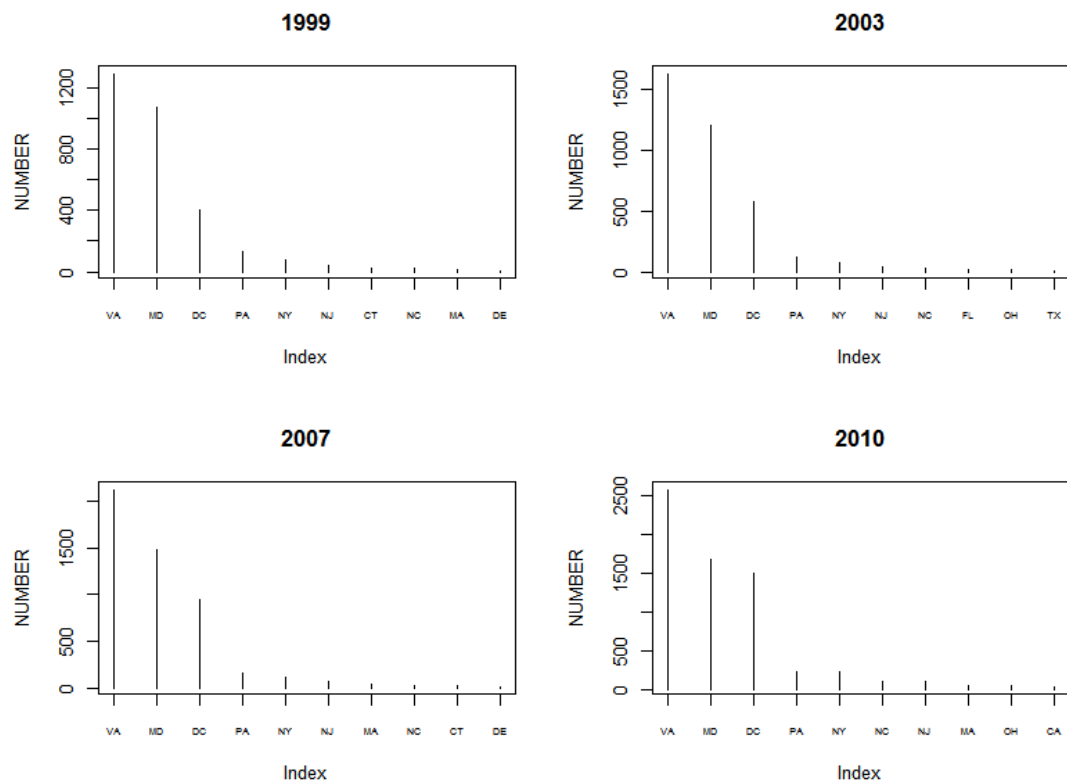 1999
NUMBER
1200
800
400
0
VA MD DC PA NY NJ CT NC MA DE
Index
2003
NUMBER
1500
1000
500
0
VA MD DC PA NY NJ NC FL OH TX
Index
2007
NUMBER
1500
500
0
VA MD DC PA NY NJ MA NC CT DE
Index
2010
NUMBER
2500
1500
500
0
VA MD DC PA NY NC NJ MA OH CA
Index